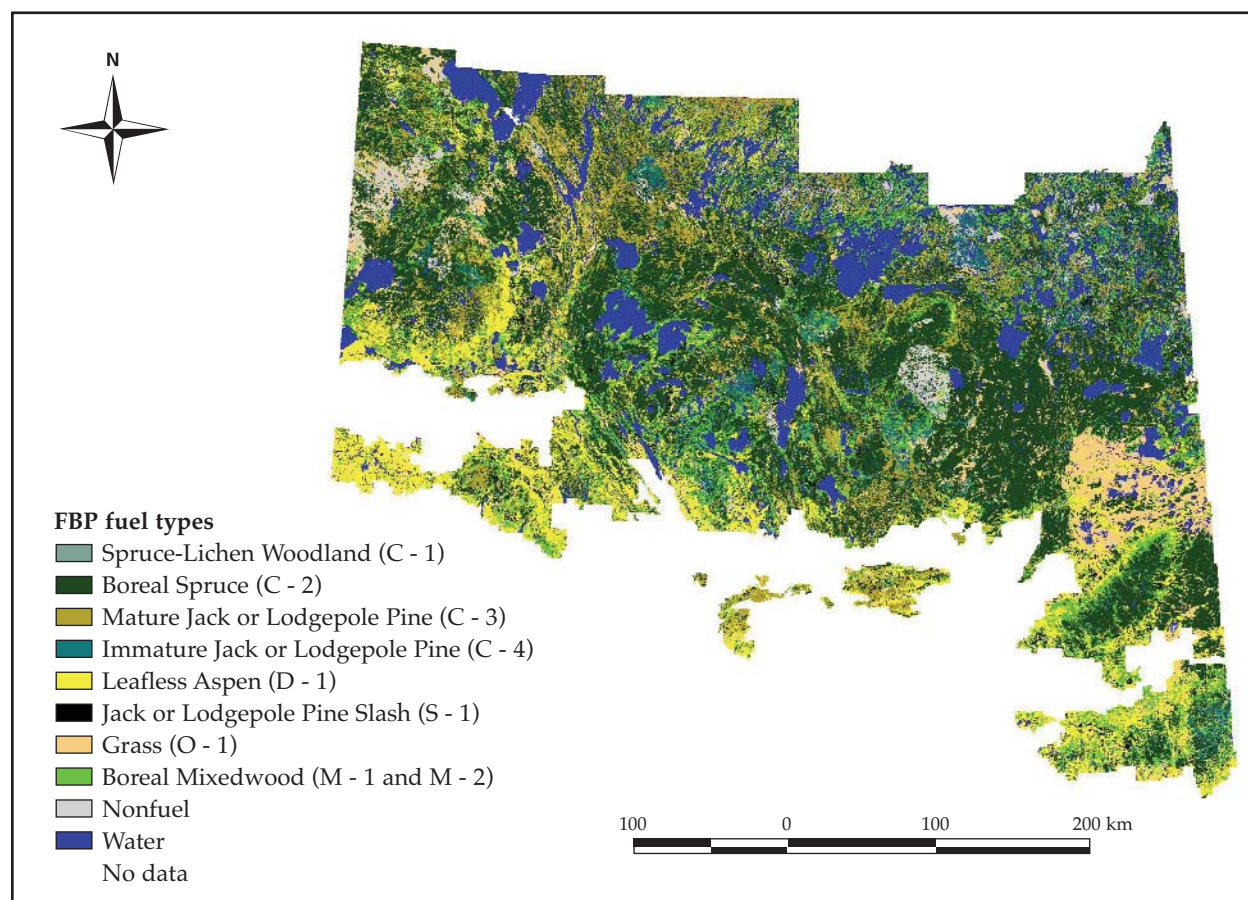 N
FBP fuel types
Spruce-Lichen Woodland (C - 1)
Boreal Spruce (C - 2)
Mature Jack or Lodgepole Pine (C - 3)
Immature Jack or Lodgepole Pine (C - 4)
Leafless Aspen (D - 1)
Jack or Lodgepole Pine Slash (S - 1)
Grass (O - 1)
Boreal Mixedwood (M - 1 and M - 2)
Nonfuel
Water
No data
100 0 100 200 km